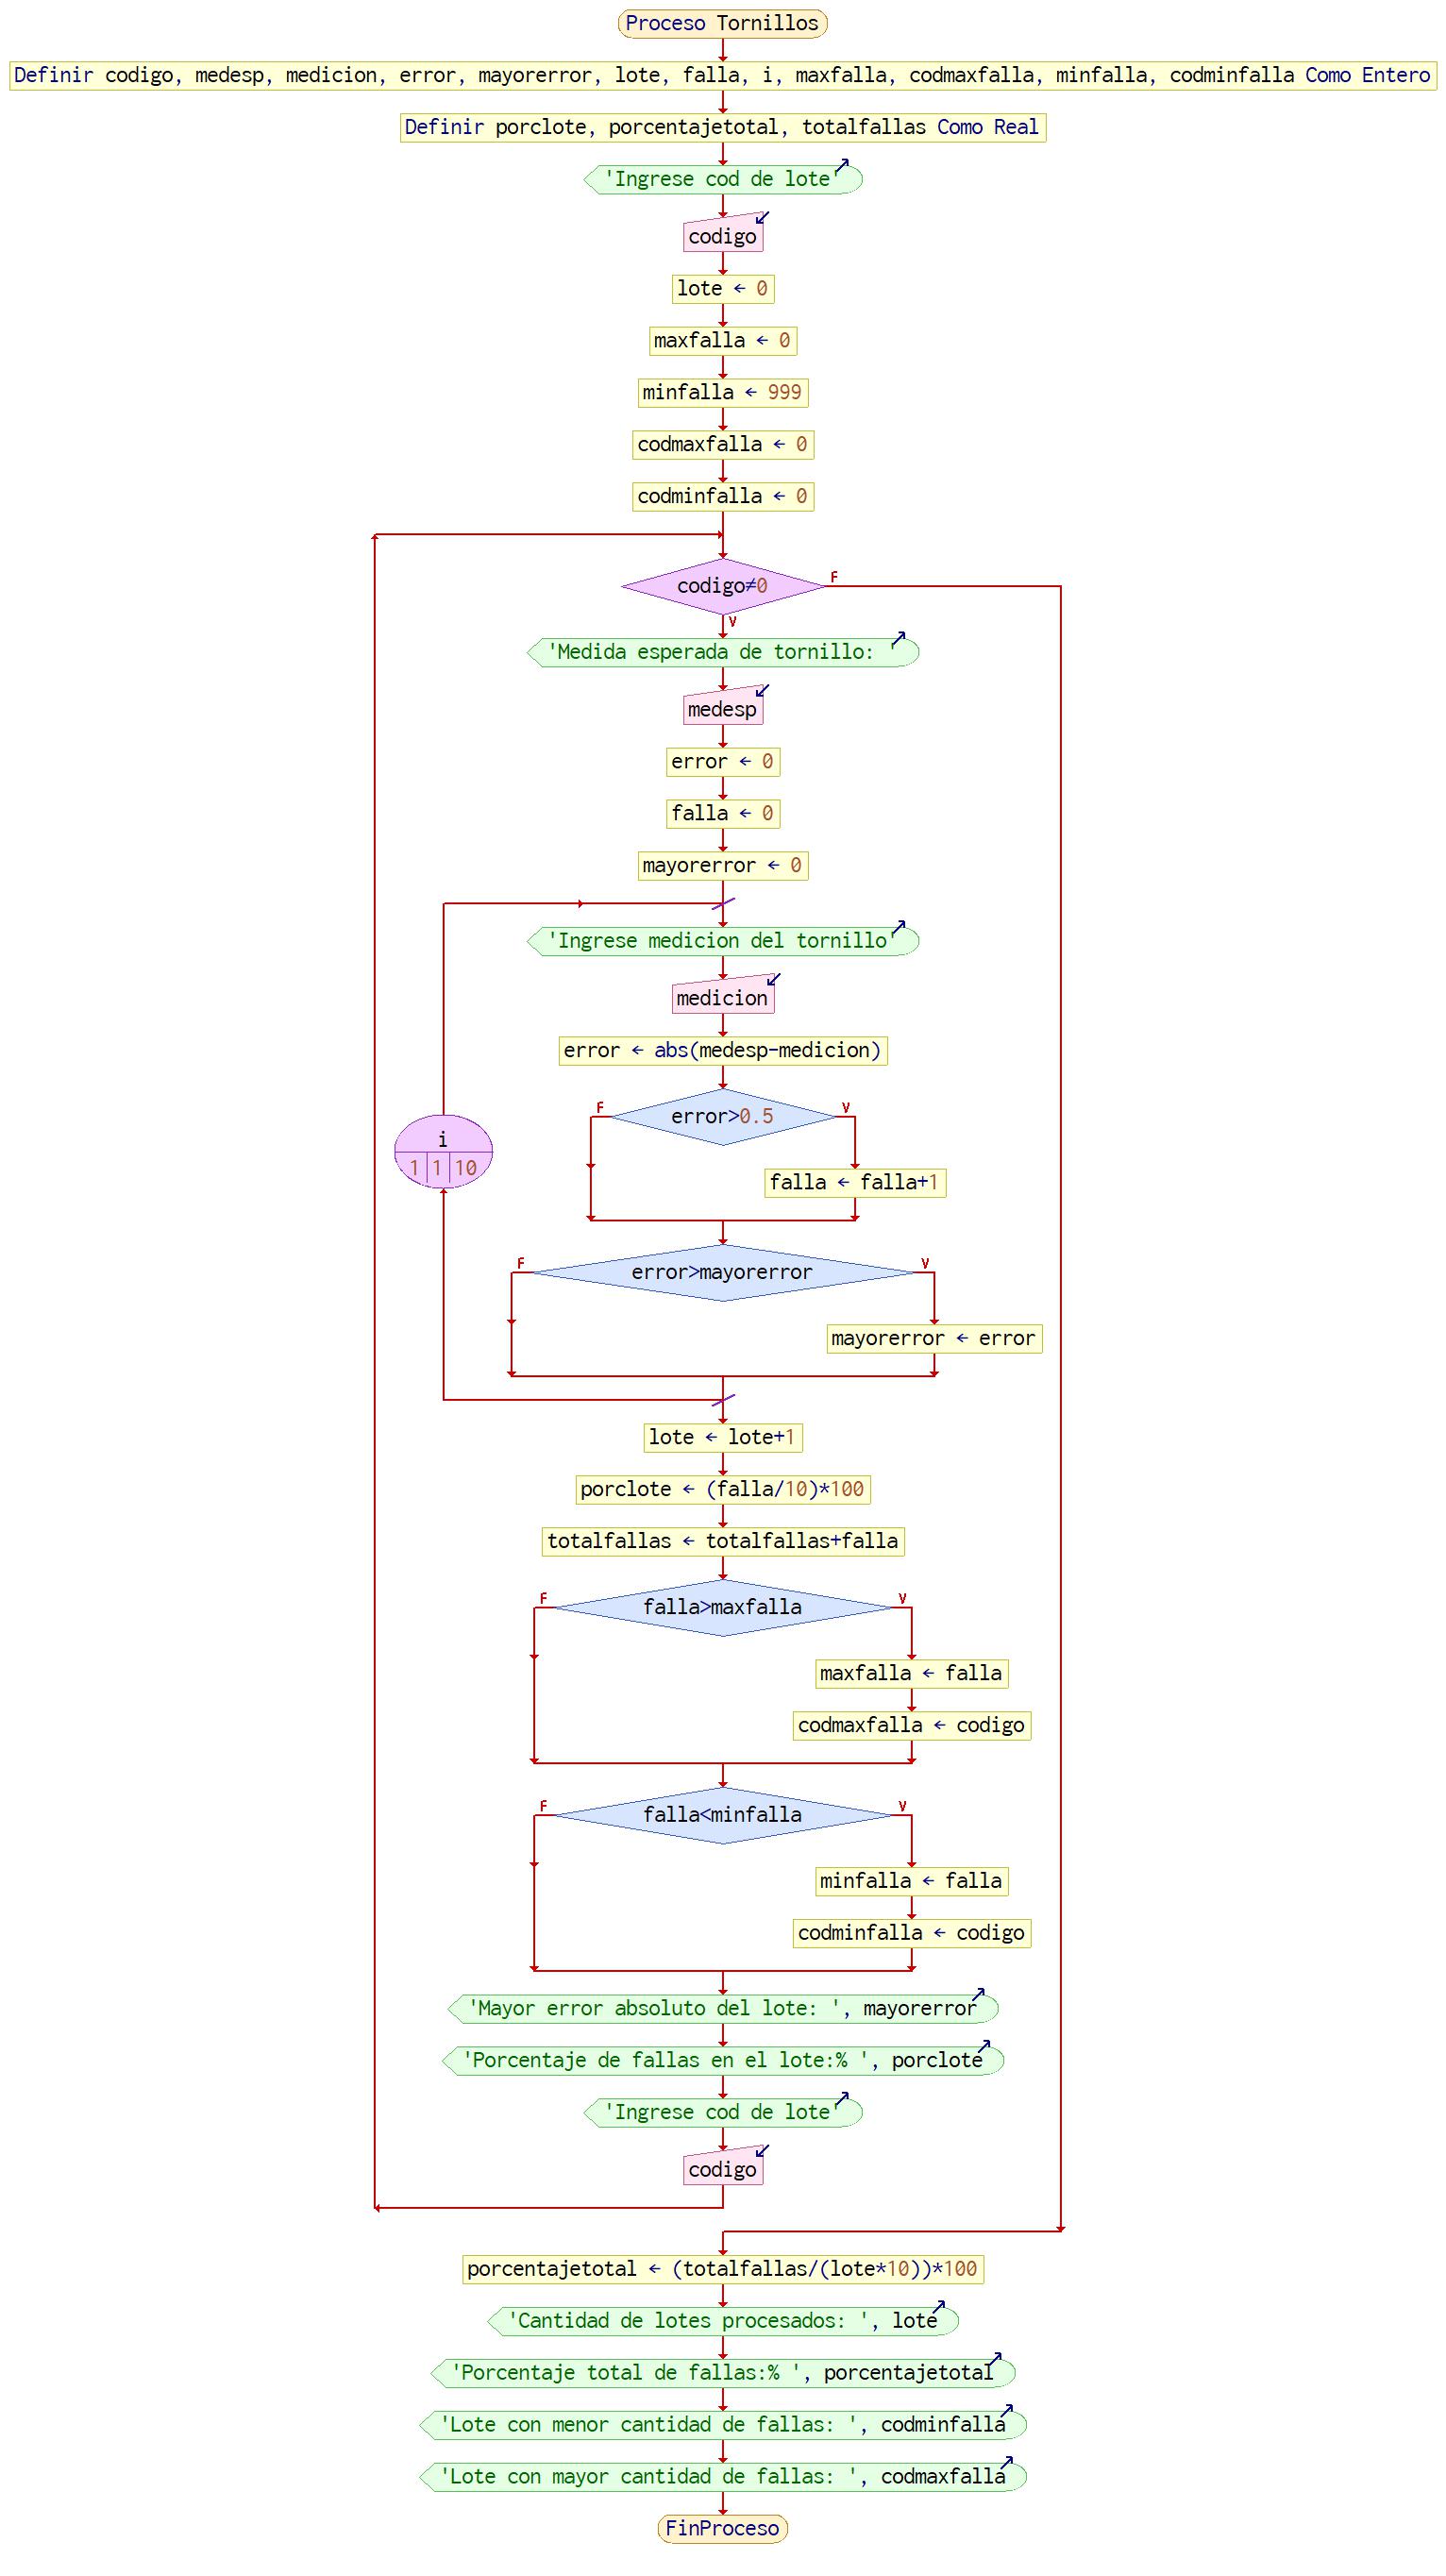 Proceso Tornillos
Definir codigo, medesp, medicion, error, mayorerror, lote, falla, i, maxfalla, codmaxfalla, minfalla, codminfalla Como Entero
Definir porclote, porcentajetotal, totalfallas Como Real
'Ingrese cod de lote'
codigo
lote ← 0
maxfalla ← 0
minfalla ← 999
codmaxfalla ← 0
codminfalla ← 0
codigo≠0
F
V
'Medida esperada de tornillo: '
medesp
error ← 0
falla ← 0
mayorerror ← 0
'Ingrese medicion del tornillo'
medicion
error ← abs(medesp-medicion)
F
error>0.5
V
i
1 1 10
falla ← falla+1
F
error>mayorerror
V
mayorerror ← error
lote ← lote+1
porclote ← (falla/10)*100
totalfallas ← totalfallas+falla
F
falla>maxfalla
V
maxfalla ← falla
codmaxfalla ← codigo
F
falla<minfalla
V
minfalla ← falla
codminfalla ← codigo
'Mayor error absoluto del lote: ', mayorerror
'Porcentaje de fallas en el lote:% ', porclote
'Ingrese cod de lote'
codigo
porcentajetotal ← (totalfallas/(lote*10))*100
'Cantidad de lotes procesados: ', lote
'Porcentaje total de fallas:% ', porcentajetotal
'Lote con menor cantidad de fallas: ', codminfalla
'Lote con mayor cantidad de fallas: ', codmaxfalla
FinProceso